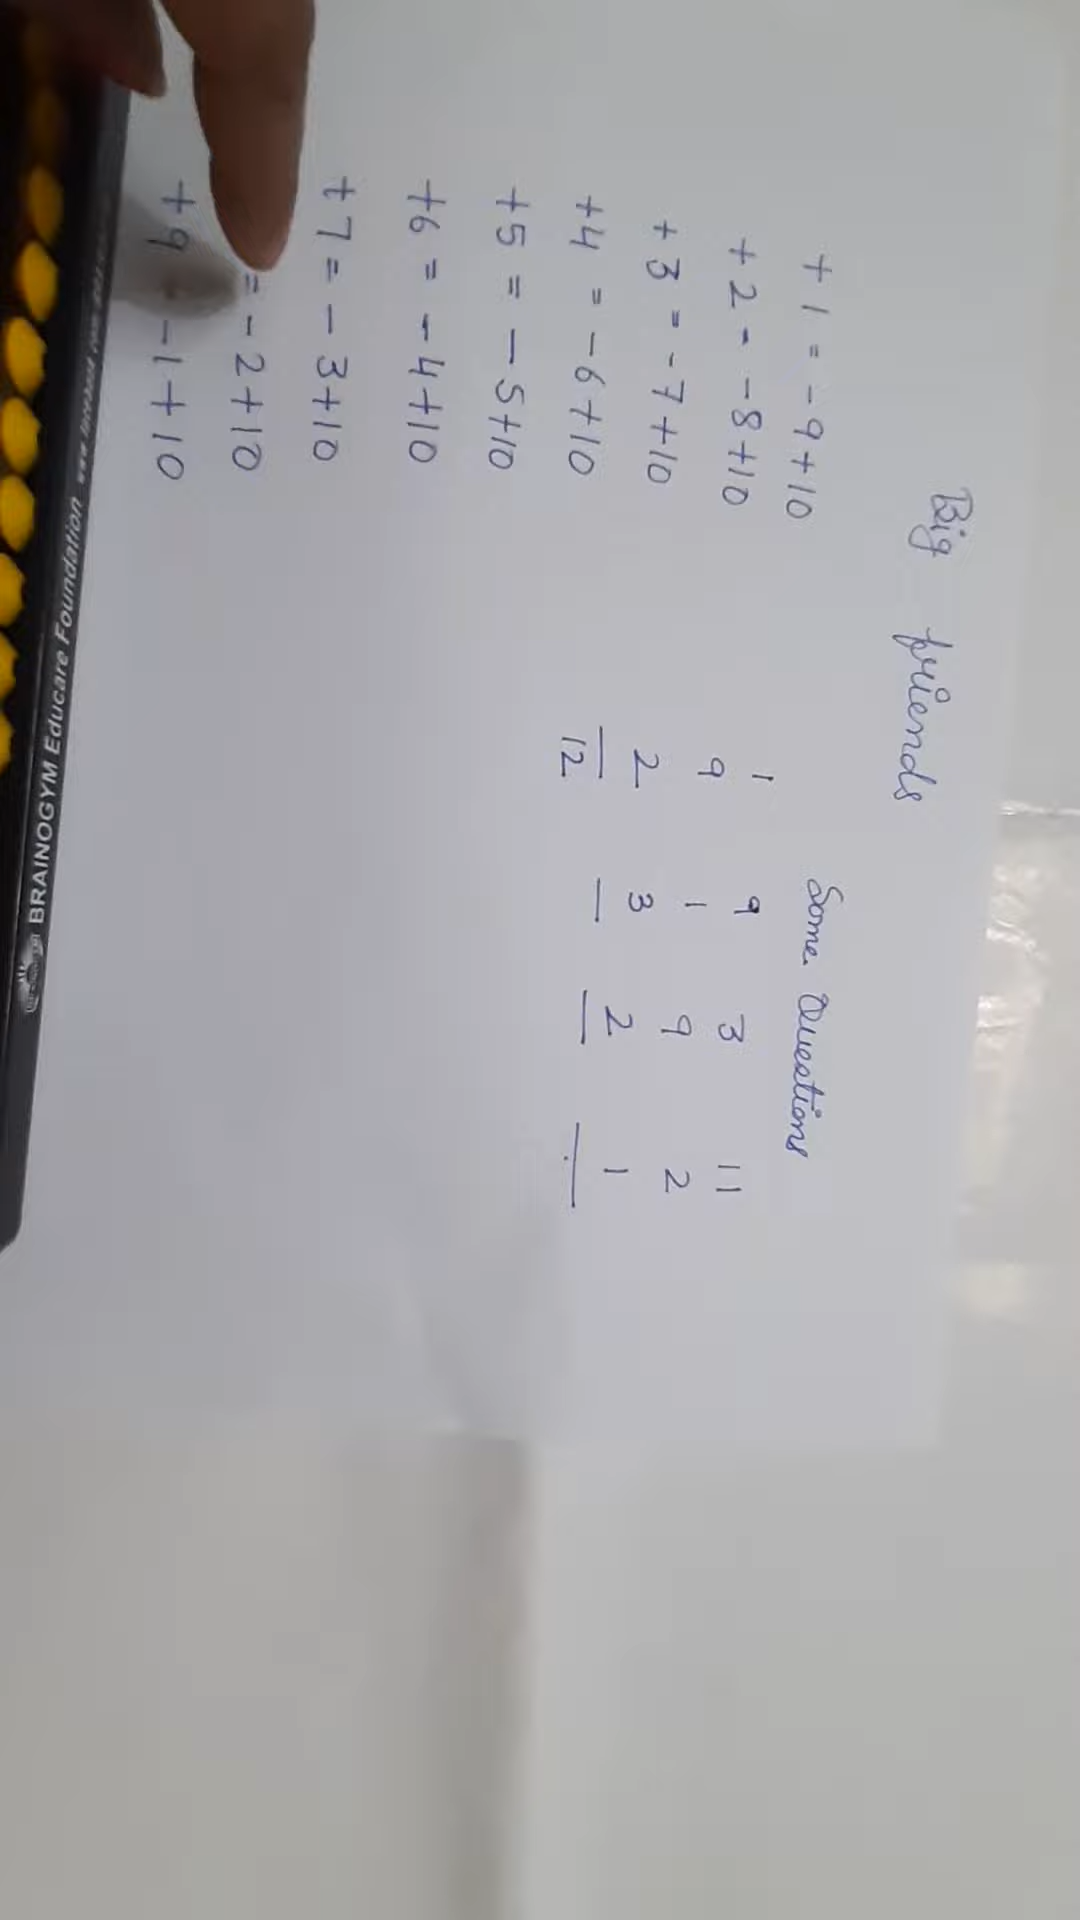 Big friends
+1 = -9+10
+2 - -8+10
+3 = -7+10
+4 = -6+10
+5 = -5+10
+6 = -4+10
+7 = -3+10
= -2+10
+9 -1+10
Some Questions
1 9 3 11
9 1 9 2
2 3 2 1
12
BRAINOGYM Educare Foundation